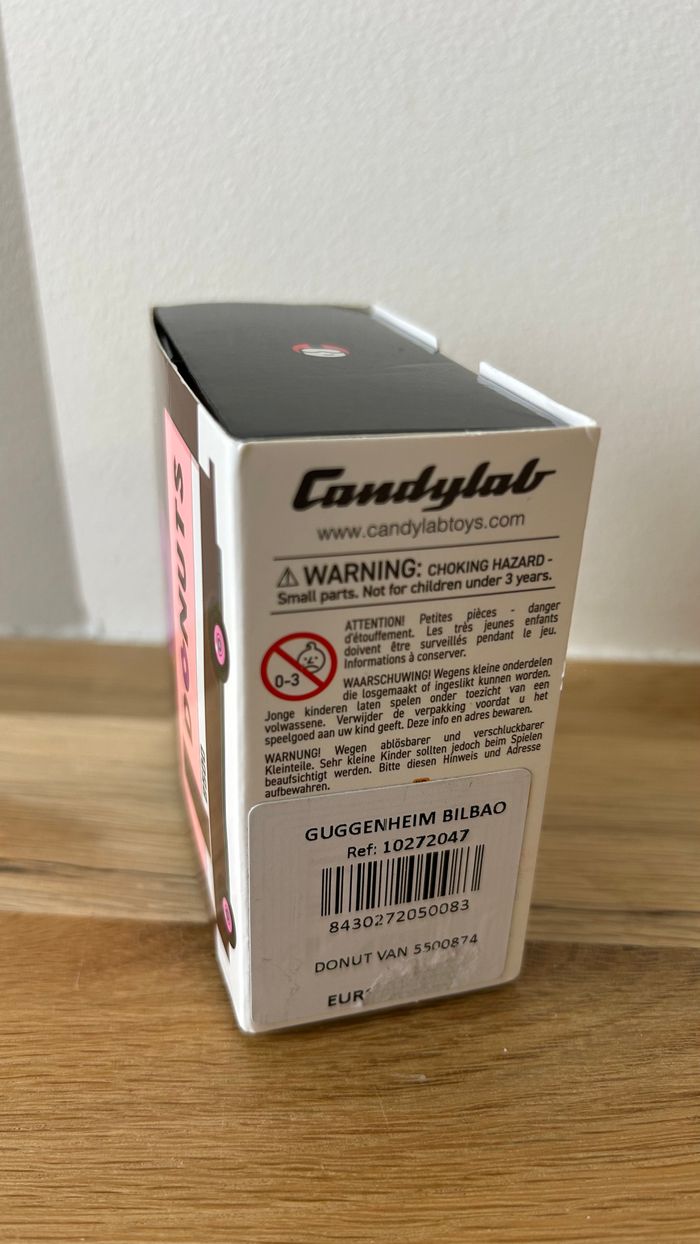 DONUTS
Candylab
www.candylabtoys.com
WARNING: CHOKING HAZARD -
Small parts. Not for children under 3 years.
ATTENTION! Petites pièces - danger
d'étouffement. Les très jeunes enfants
doivent être surveillés pendant le jeu.
Informations à conserver.
0-3
WAARSCHUWING! Wegens kleine onderdelen
die losgemaakt of ingeslikt kunnen worden.
Jonge kinderen laten spelen onder toezicht van een
volwassene. Verwijder de verpakking voordat u het
speelgoed aan uw kind geeft. Deze info en adres bewaren.
WARNUNG! Wegen ablösbarer und verschluckbarer
Kleinteile. Sehr kleine Kinder sollten jedoch beim Spielen
beaufsichtigt werden. Bitte diesen Hinweis und Adresse
aufbewahren.
GUGGENHEIM BILBAO
Ref: 10272047
8430272050083
DONUT VAN 5500874
EUR